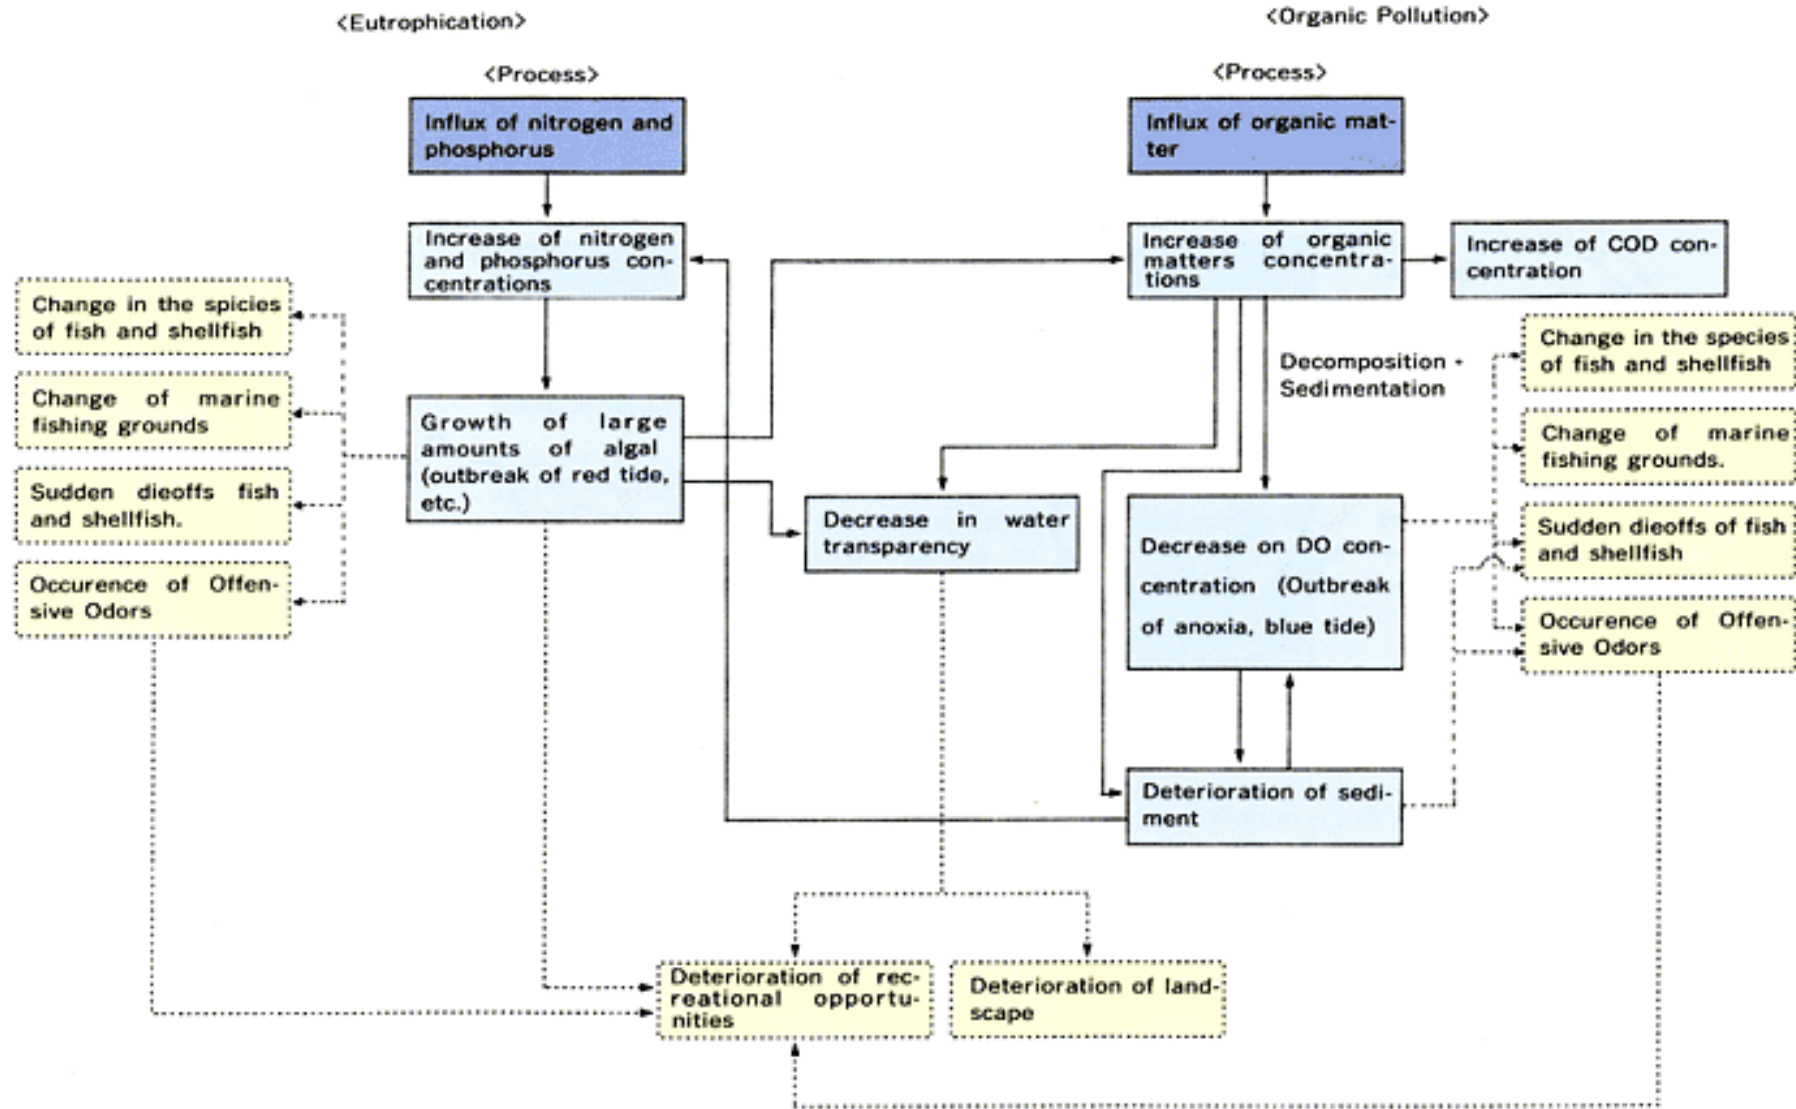 <Eutrophication>
<Organic Pollution>
<Process>
<Process>
Influx of nitrogen and
phosphorus
Influx of organic mat-
ter
Increase of nitrogen
and phosphorus con-
centrations
Increase of organic
matters concentra-
tions
Increase of COD con-
centration
Change in the spicies
of fish and shellfish
Change of marine
fishing grounds
Sudden dieoffs fish
and shellfish.
Occurence of Offen-
sive Odors
Growth of large
amounts of algal
(outbreak of red tide,
etc.)
Decrease in water
transparency
Decomposition ·
Sedimentation
Decrease on DO con-
centration (Outbreak
of anoxia, blue tide)
Change in the species
of fish and shellfish
Change of marine
fishing grounds.
Sudden dieoffs of fish
and shellfish
Occurence of Offen-
sive Odors
Deterioration of sedi-
ment
Deterioration of rec-
reational opportu-
nities
Deterioration of land-
scape